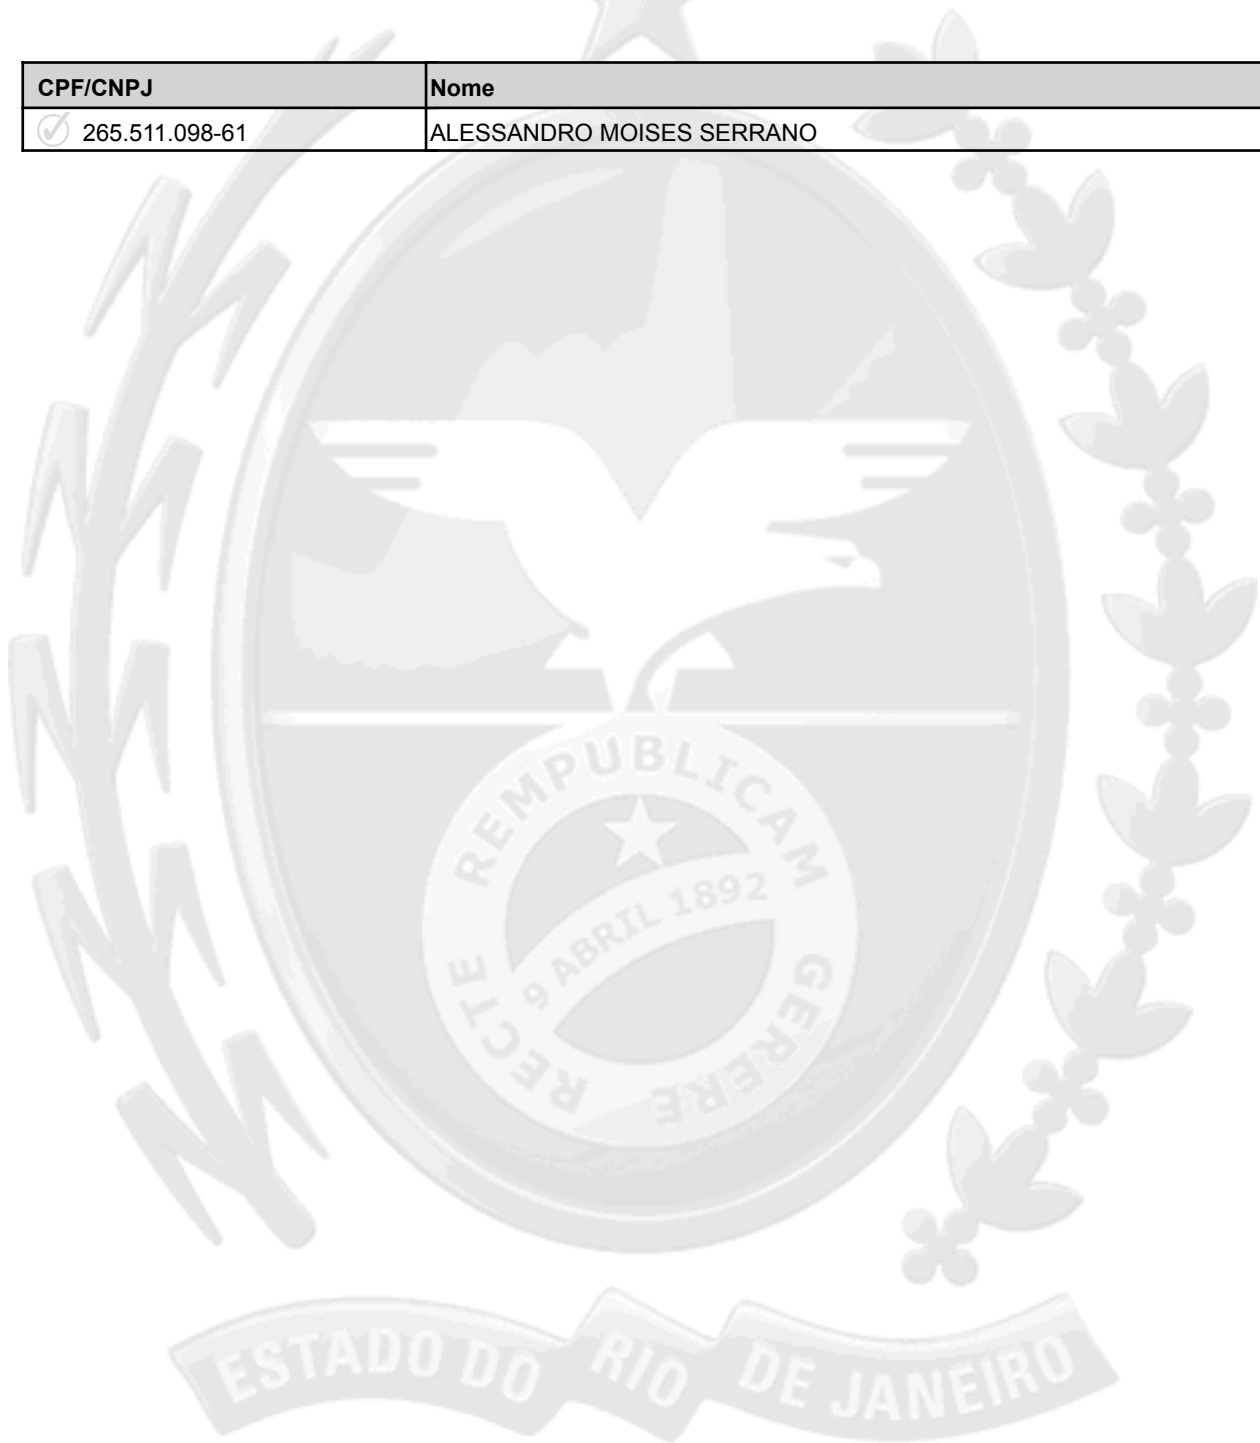 CPF/CNPJ Nome
265.511.098-61 ALESSANDRO MOISES SERRANO
RECTE REMPUBLICAM GERERE
9 ABRIL 1892
ESTADO DO RIO DE JANEIRO